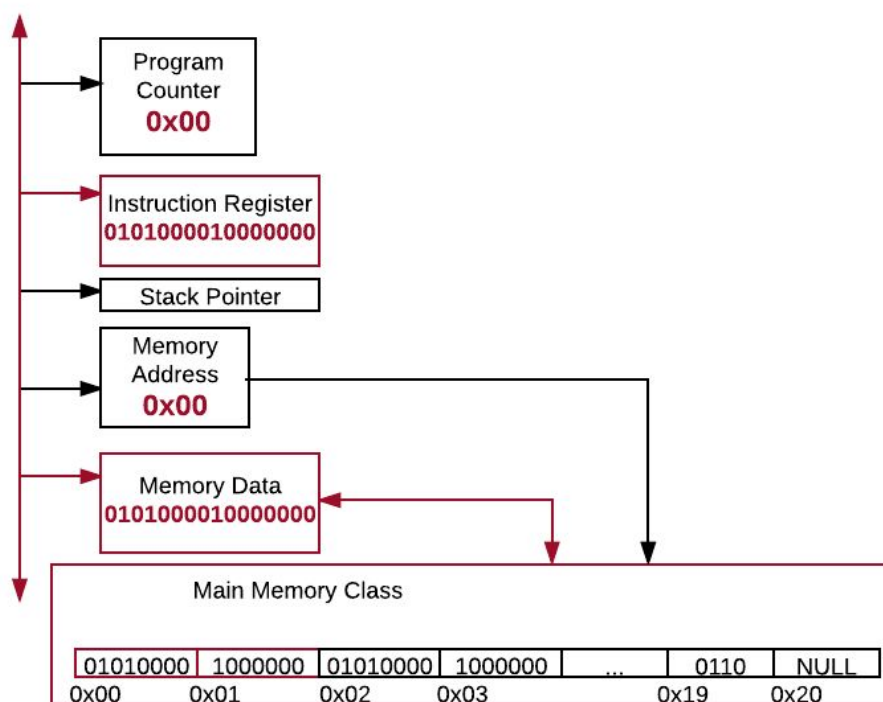 Program
Counter
0x00
Instruction Register
0101000010000000
Stack Pointer
Memory
Address
0x00
Memory Data
0101000010000000
Main Memory Class
01010000 1000000 01010000 1000000 ... 0110 NULL
0x00 0x01 0x02 0x03 0x19 0x20